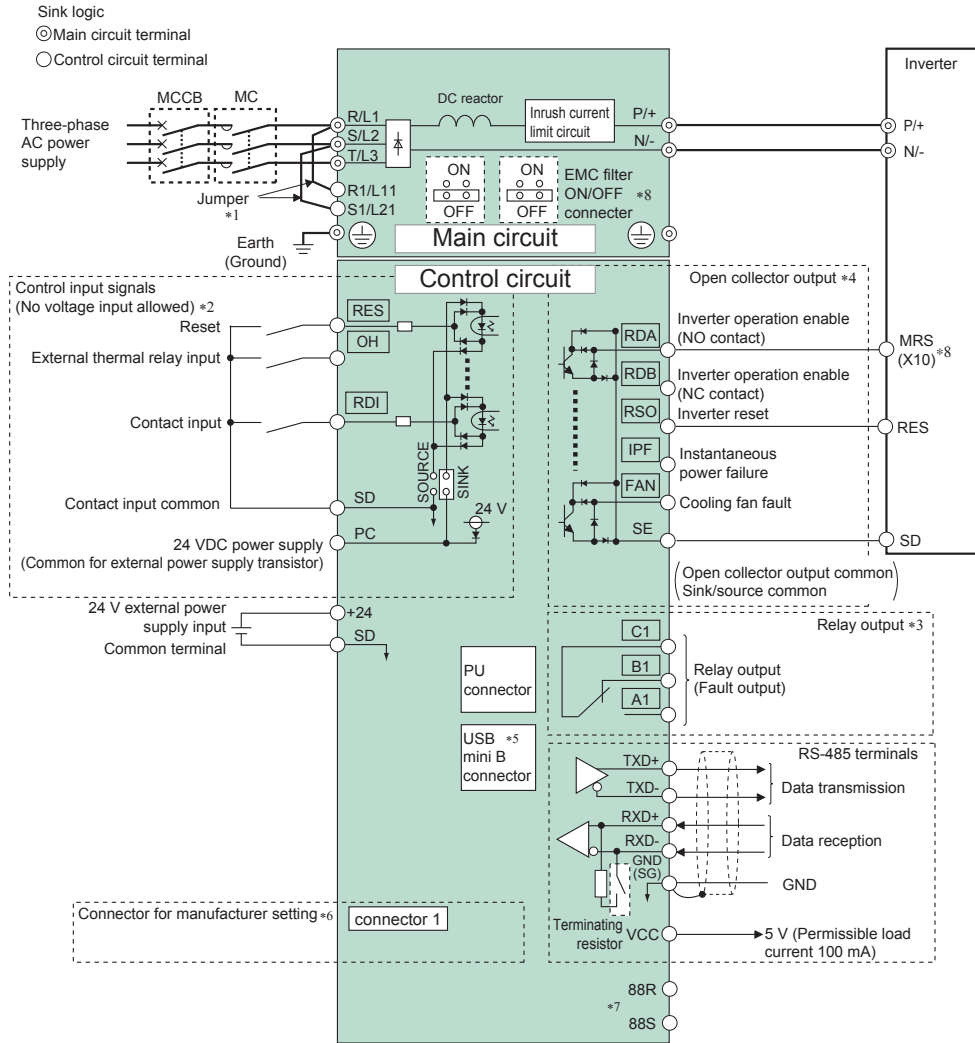 Sink logic
Main circuit terminal
Control circuit terminal
Inverter
MCCB
MC
Three-phase
AC power
supply
R/L1
S/L2
T/L3
R1/L11
S1/L21
Jumper
*1
Earth
(Ground)
DC reactor
Inrush current
limit circuit
P/+
N/-
P/+
N/-
ON
OFF
ON
OFF
EMC filter
ON/OFF *8
connecter
Main circuit
Control circuit
Control input signals
(No voltage input allowed) *2
Reset
External thermal relay input
Contact input
Contact input common
24 VDC power supply
(Common for external power supply transistor)
RES
OH
RDI
SD
PC
SOURCE
SINK
24 V
24 V external power
supply input
Common terminal
+24
SD
Open collector output *4
RDA
RDB
RSO
IPF
FAN
SE
Inverter operation enable
(NO contact)
Inverter operation enable
(NC contact)
Inverter reset
Instantaneous
power failure
Cooling fan fault
Open collector output common
Sink/source common
MRS
(X10) *8
RES
SD
PU
connector
USB *5
mini B
connector
Relay output *3
C1
B1
A1
Relay output
(Fault output)
RS-485 terminals
TXD+
TXD-
RXD+
RXD-
GND
(SG)
Data transmission
Data reception
GND
Terminating
resistor
VCC
5 V (Permissible load
current 100 mA)
Connector for manufacturer setting *6
connector 1
88R
*7
88S